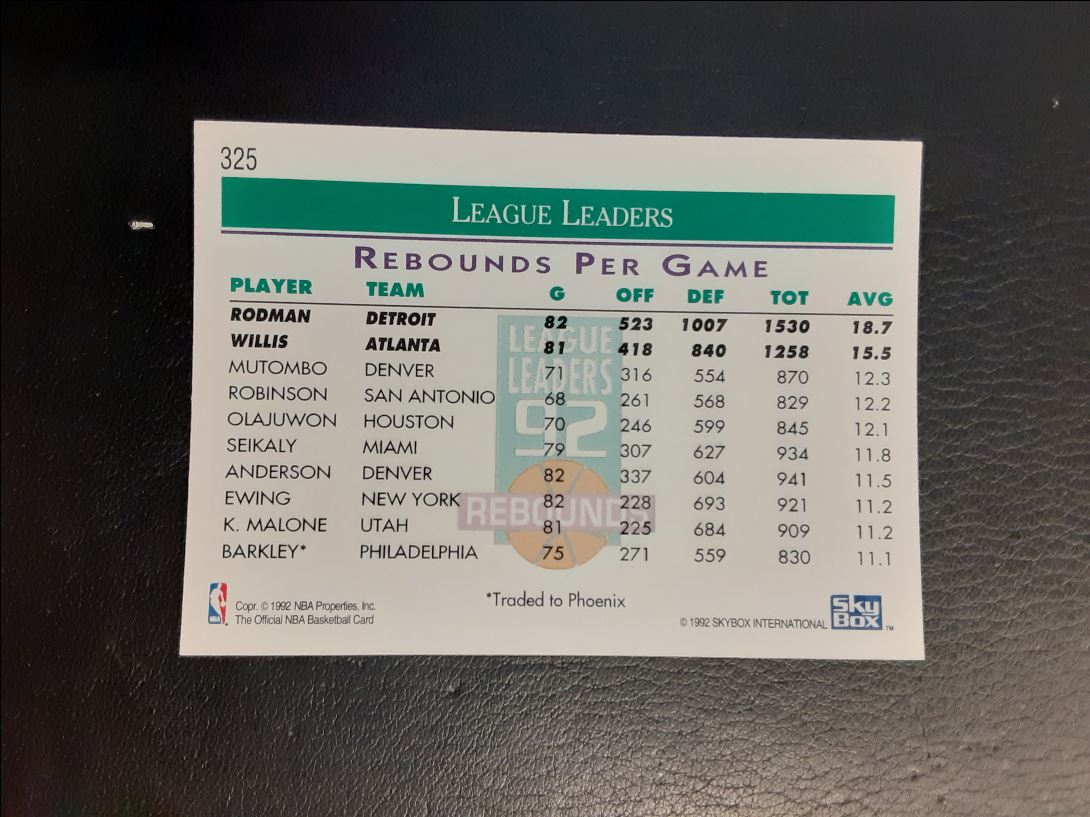 325
LEAGUE LEADERS
REBOUNDS PER GAME
PLAYER TEAM G OFF DEF TOT AVG
RODMAN DETROIT 82 523 1007 1530 18.7
WILLIS ATLANTA 81 418 840 1258 15.5
MUTOMBO DENVER 71 316 554 870 12.3
ROBINSON SAN ANTONIO 68 261 568 829 12.2
OLAJUWON HOUSTON 70 246 599 845 12.1
SEIKALY MIAMI 79 307 627 934 11.8
ANDERSON DENVER 82 337 604 941 11.5
EWING NEW YORK 82 228 693 921 11.2
K. MALONE UTAH 81 225 684 909 11.2
BARKLEY* PHILADELPHIA 75 271 559 830 11.1
LEAGUE
LEADERS
92
REBOUNDS
*Traded to Phoenix
NBA
Copr. © 1992 NBA Properties, Inc.
The Official NBA Basketball Card
© 1992 SKYBOX INTERNATIONAL
Sky
Box
™